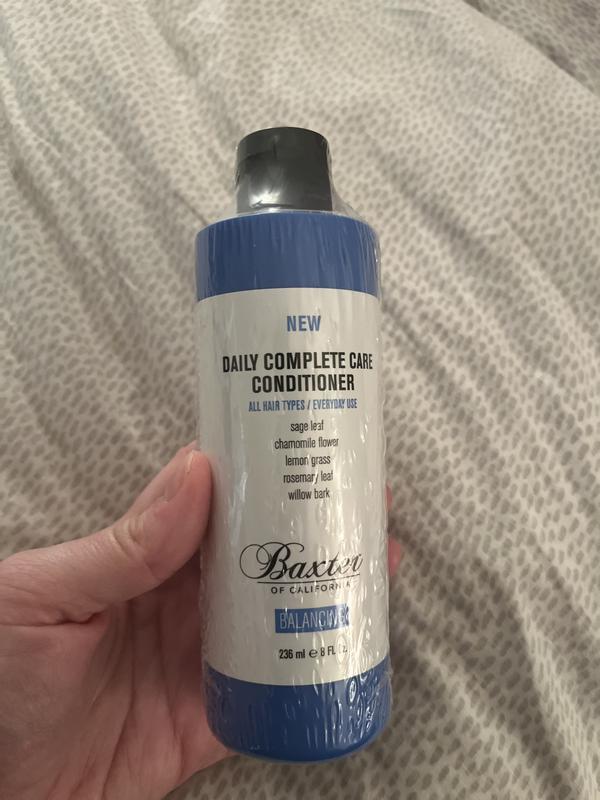 NEW
DAILY COMPLETE CARE
CONDITIONER
ALL HAIR TYPES / EVERYDAY USE
sage leaf
chamomile flower
lemon grass
rosemary leaf
willow bark
Baxter
OF CALIFORNIA
BALANCING
236 ml ℮ 8 FL